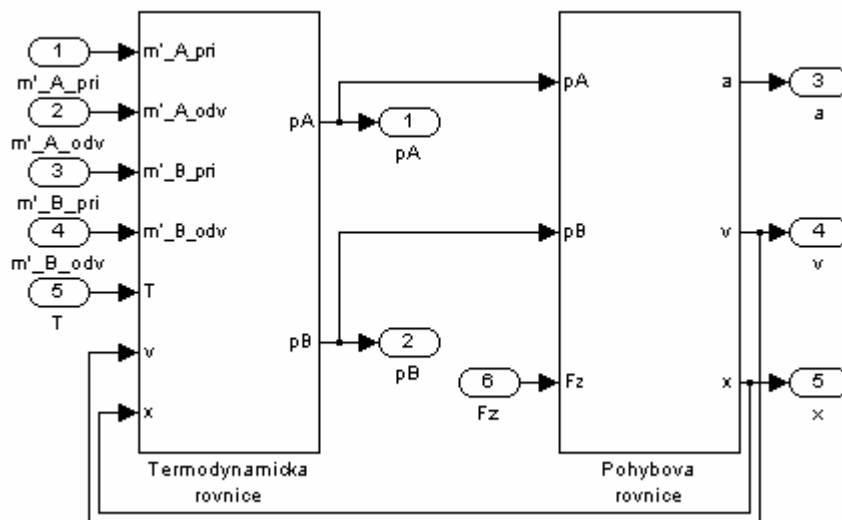 1
m'_A_pri
2
m'_A_odv
3
m'_B_pri
4
m'_B_odv
5
T
m'_A_pri
m'_A_odv
m'_B_pri
m'_B_odv
T
v
x
pA
pB
Termodynamicka
rovnice
1
pA
2
pB
6
Fz
pA
pB
Fz
a
v
x
Pohybova
rovnice
3
a
4
v
5
x